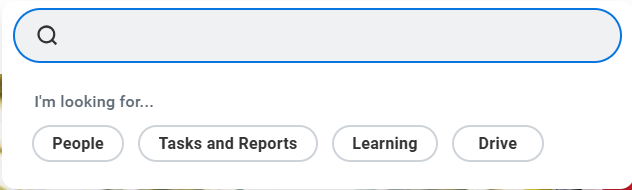 I'm looking for...
People
Tasks and Reports
Learning
Drive